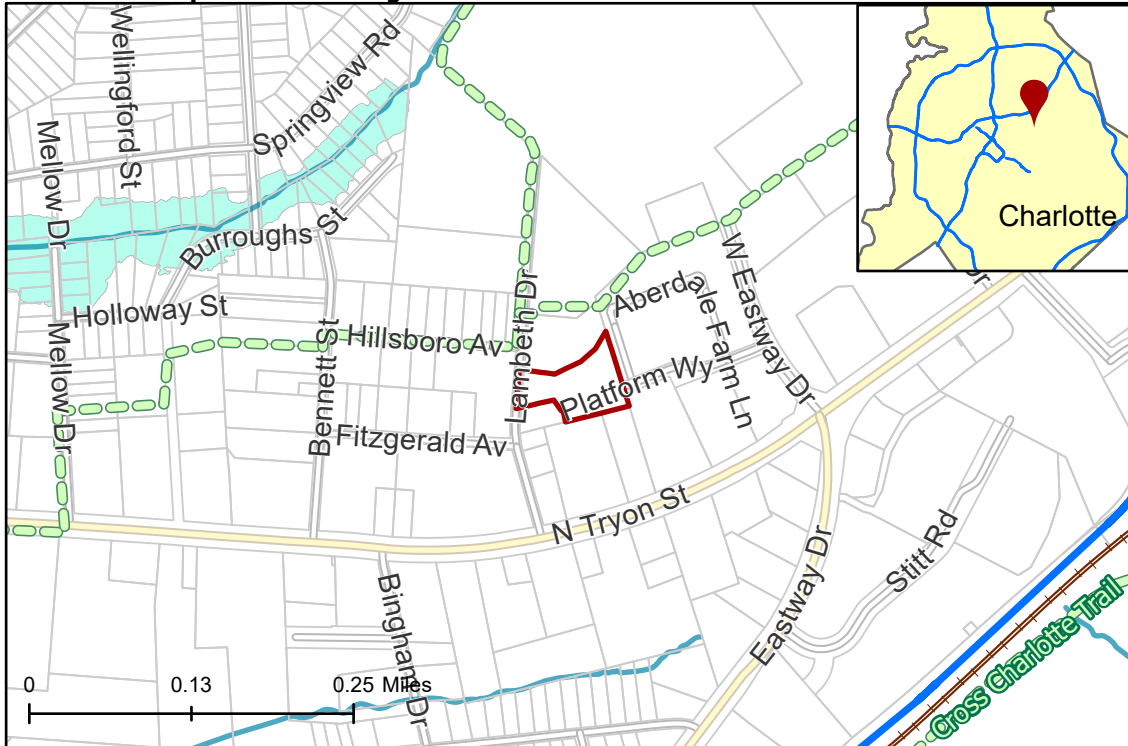 Wellingford St
Springview Rd
Mellow Dr
Burroughs St
Charlotte
Holloway St
Lambeth Dr
Aberdale Farm Ln
W Eastway Dr
Dr
Mellow Dr
Bennett St
Hillsboro Av
Platform Wy
Fitzgerald Av
N Tryon St
Eastway Dr
Stitt Rd
Bingham Dr
Cross Charlotte Trail
0 0.13 0.25 Miles